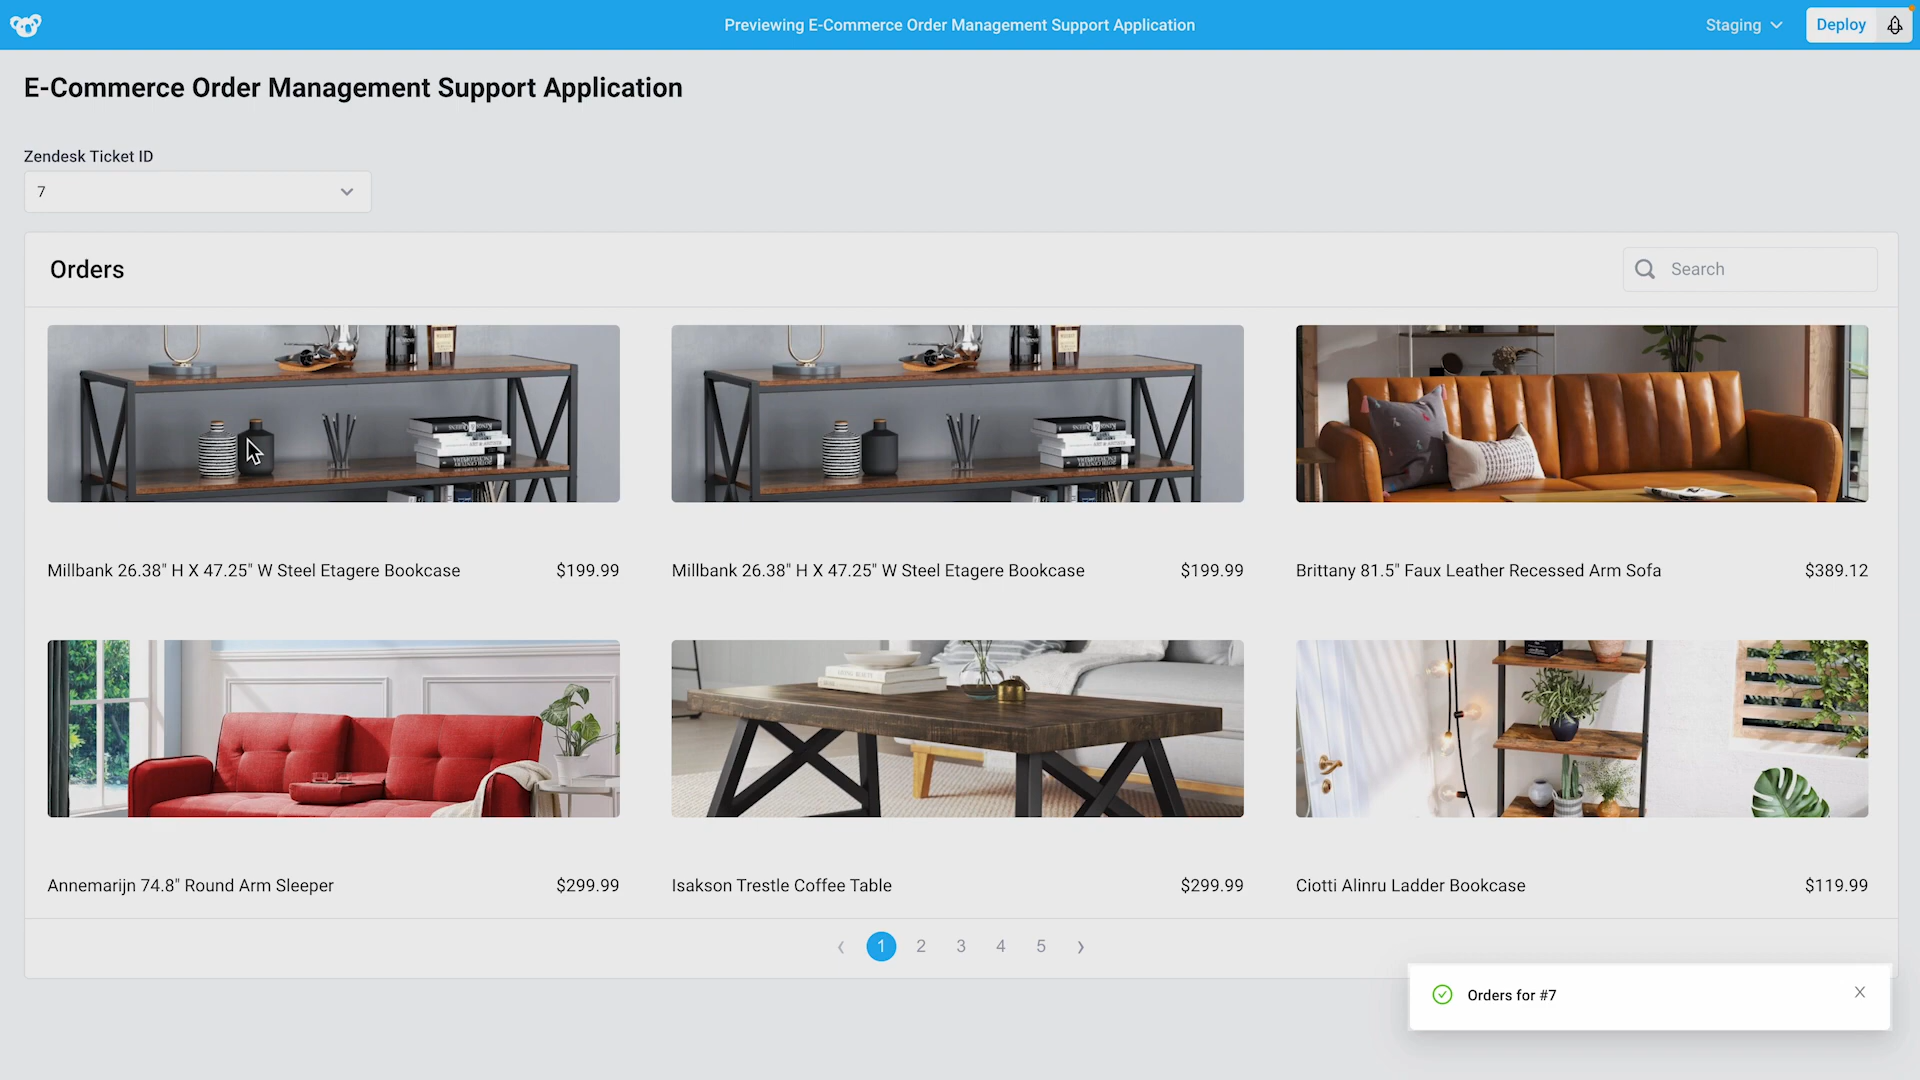 Previewing E-Commerce Order Management Support Application
Staging
Deploy
E-Commerce Order Management Support Application
Zendesk Ticket ID
7
Orders
Search
Millbank 26.38" H X 47.25" W Steel Etagere Bookcase
$199.99
Millbank 26.38" H X 47.25" W Steel Etagere Bookcase
$199.99
Brittany 81.5" Faux Leather Recessed Arm Sofa
$389.12
Annemarijn 74.8" Round Arm Sleeper
$299.99
Isakson Trestle Coffee Table
$299.99
Ciotti Alinru Ladder Bookcase
$119.99
1 2 3 4 5
Orders for #7